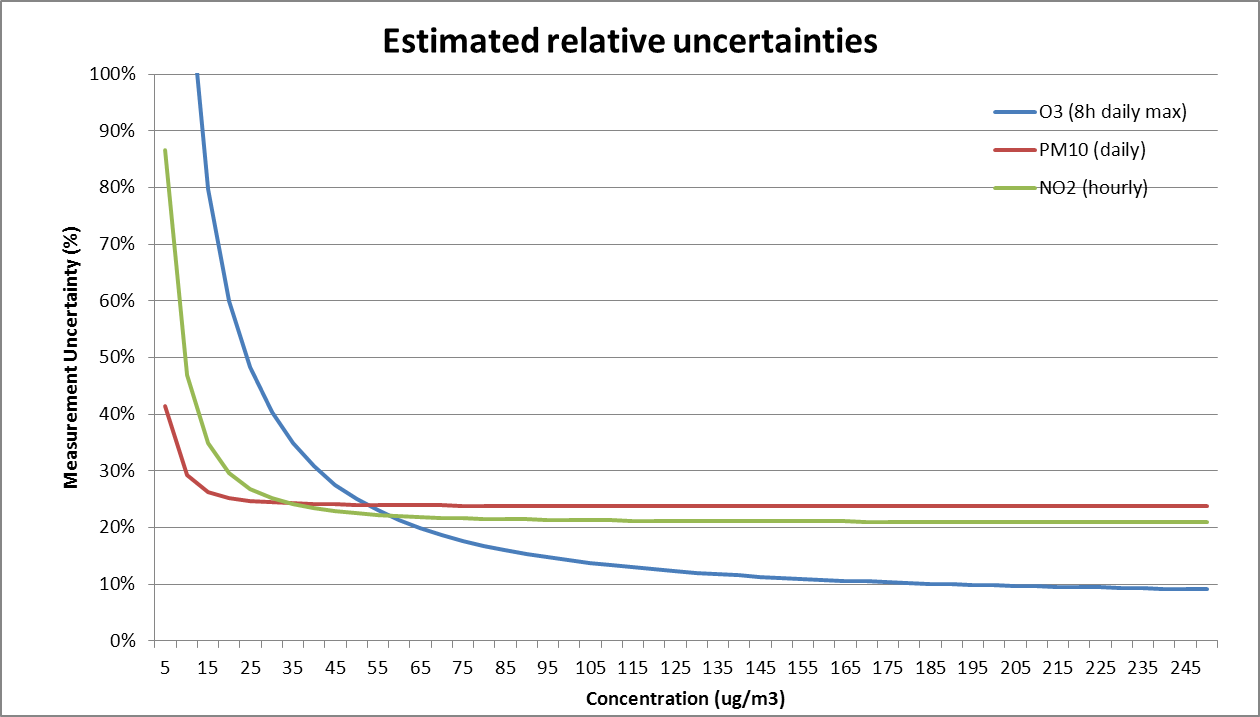 Estimated relative uncertainties
100%
90%
80%
70%
60%
50%
40%
30%
20%
10%
0%
Measurement Uncertainty (%)
O3 (8h daily max)
PM10 (daily)
NO2 (hourly)
5 15 25 35 45 55 65 75 85 95 105 115 125 135 145 155 165 175 185 195 205 215 225 235 245
Concentration (ug/m3)